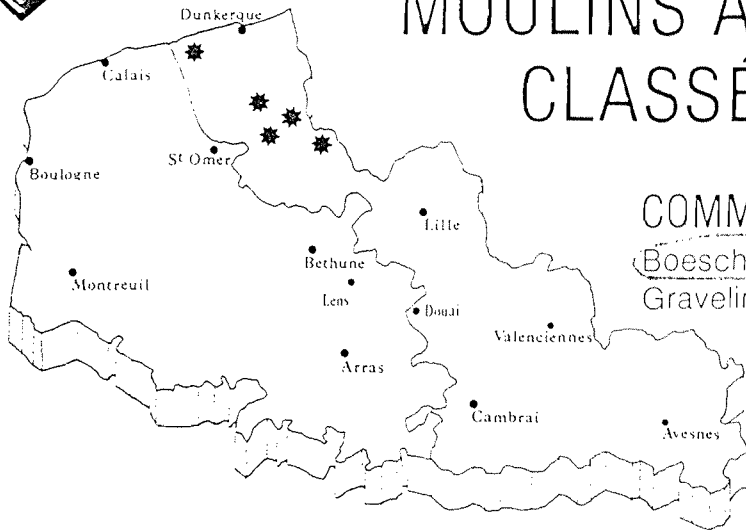 MOULINS A
CLASSÉ
COMM
Boesch
Gravelin
Dunkerque
Calais
St Omer
Boulogne
Lille
Bethune
Montreuil
Lens
Douai
Valenciennes
Arras
Cambrai
Avesnes